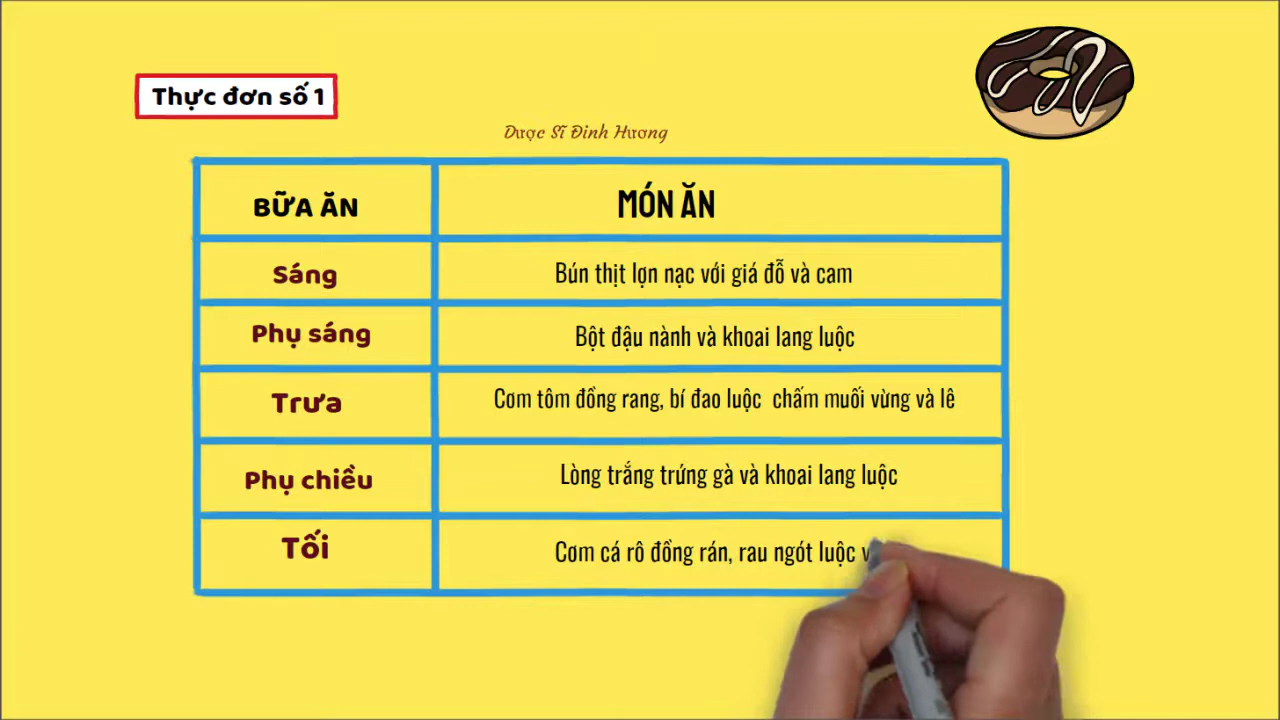 Thực đơn số 1
Dược Sĩ Đinh Hương
BỮA ĂN
MÓN ĂN
Sáng
Bún thịt lợn nạc với giá đỗ và cam
Phụ sáng
Bột đậu nành và khoai lang luộc
Trưa
Cơm tôm đồng rang, bí đao luộc chấm muối vừng và lê
Phụ chiều
Lòng trắng trứng gà và khoai lang luộc
Tối
Cơm cá rô đồng rán, rau ngót luộc